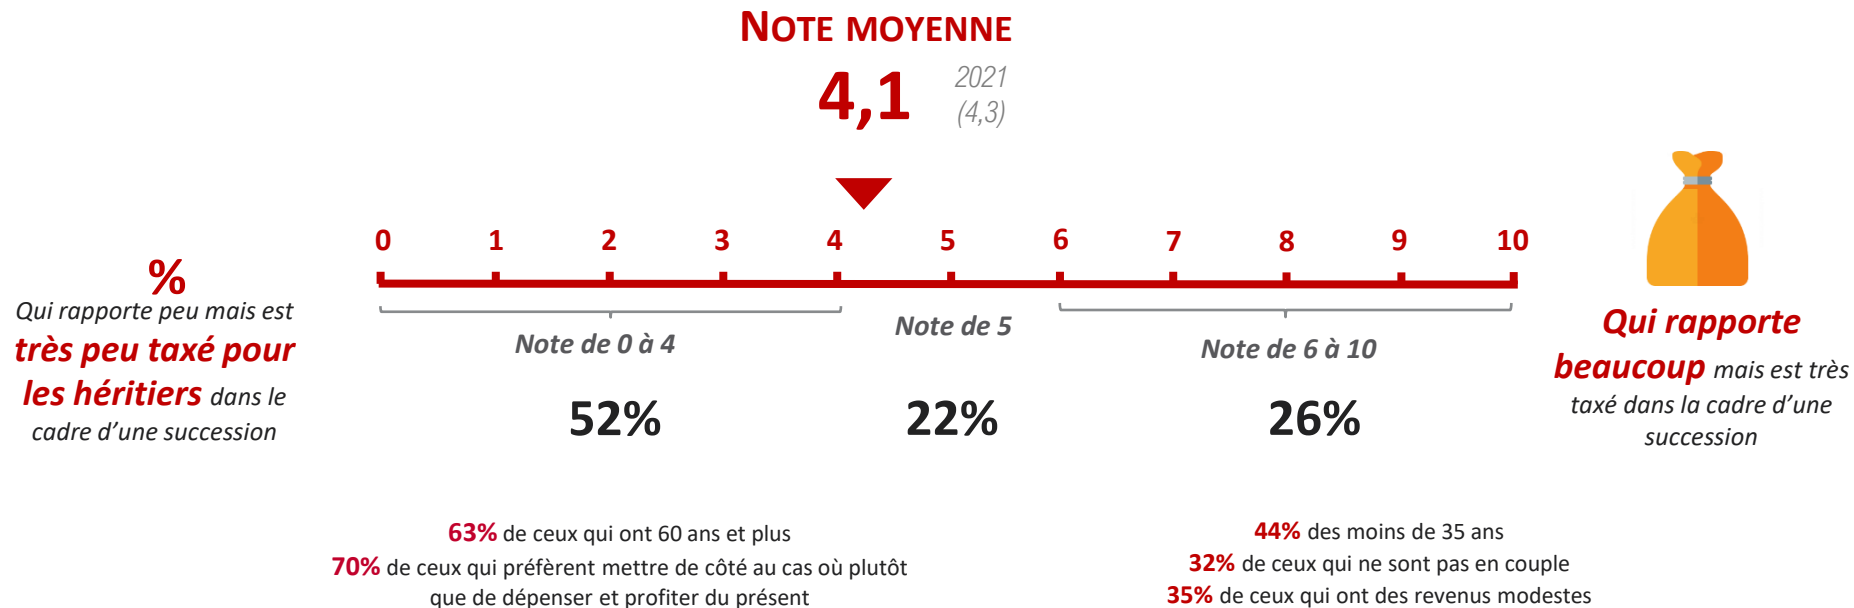 NOTE MOYENNE
4,1
2021
(4,3)
0 1 2 3 4 5 6 7 8 9 10
%
Qui rapporte peu mais est
très peu taxé pour
les héritiers dans le
cadre d'une succession
Note de 0 à 4
52%
Note de 5
22%
Note de 6 à 10
26%
Qui rapporte
beaucoup mais est très
taxé dans la cadre d'une
succession
63% de ceux qui ont 60 ans et plus
70% de ceux qui préfèrent mettre de côté au cas où plutôt
que de dépenser et profiter du présent
44% des moins de 35 ans
32% de ceux qui ne sont pas en couple
35% de ceux qui ont des revenus modestes